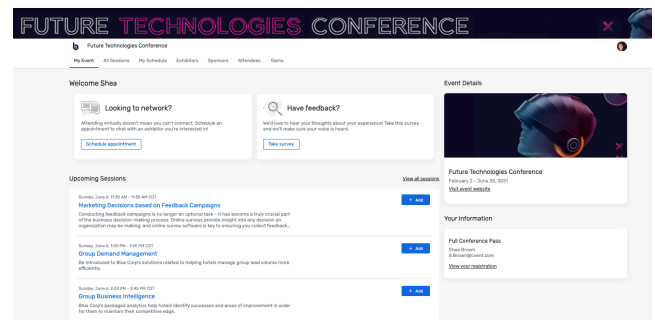 FUTURE TECHNOLOGIES CONFERENCE
b Future Technologies Conference
My Event All Sessions My Schedule Exhibitors Sponsors Attendees Game
Welcome Shea
Looking to network?
Attending virtually doesn't mean you can't connect. Schedule an
appointment to chat with an exhibitor you're interested in!
Schedule appointment
Have feedback?
We'd love to hear your thoughts about your experience! Take this survey
and we'll make sure your voice is heard.
Take survey
Upcoming Sessions View all sessions
Sunday, June 6, 11:30 AM - 11:55 AM CDT
Marketing Decisions based on Feedback Campaigns
Conducting feedback campaigns is no longer an optional task – it has become a truly crucial part
of the business decision-making process. Online surveys provide insight into any decision an
organization may be making, and online survey software is key to ensuring you collect feedback...
+ Add
Sunday, June 6, 1:00 PM - 1:45 PM CDT
Group Demand Management
Be introduced to Blue Corp's solutions related to helping hotels manage group lead volume more
efficiently.
+ Add
Sunday, June 6, 2:00 PM - 2:45 PM CDT
Group Business Intelligence
Blue Corp's packaged analytics help hotels identify successes and areas of improvement in order
for them to maintain their competitive edge.
+ Add
Event Details
Future Technologies Conference
February 2 - June 25, 2021
Visit event website
Your Information
Full Conference Pass
Shea Brown
S.Brown@cvent.com
View your registration